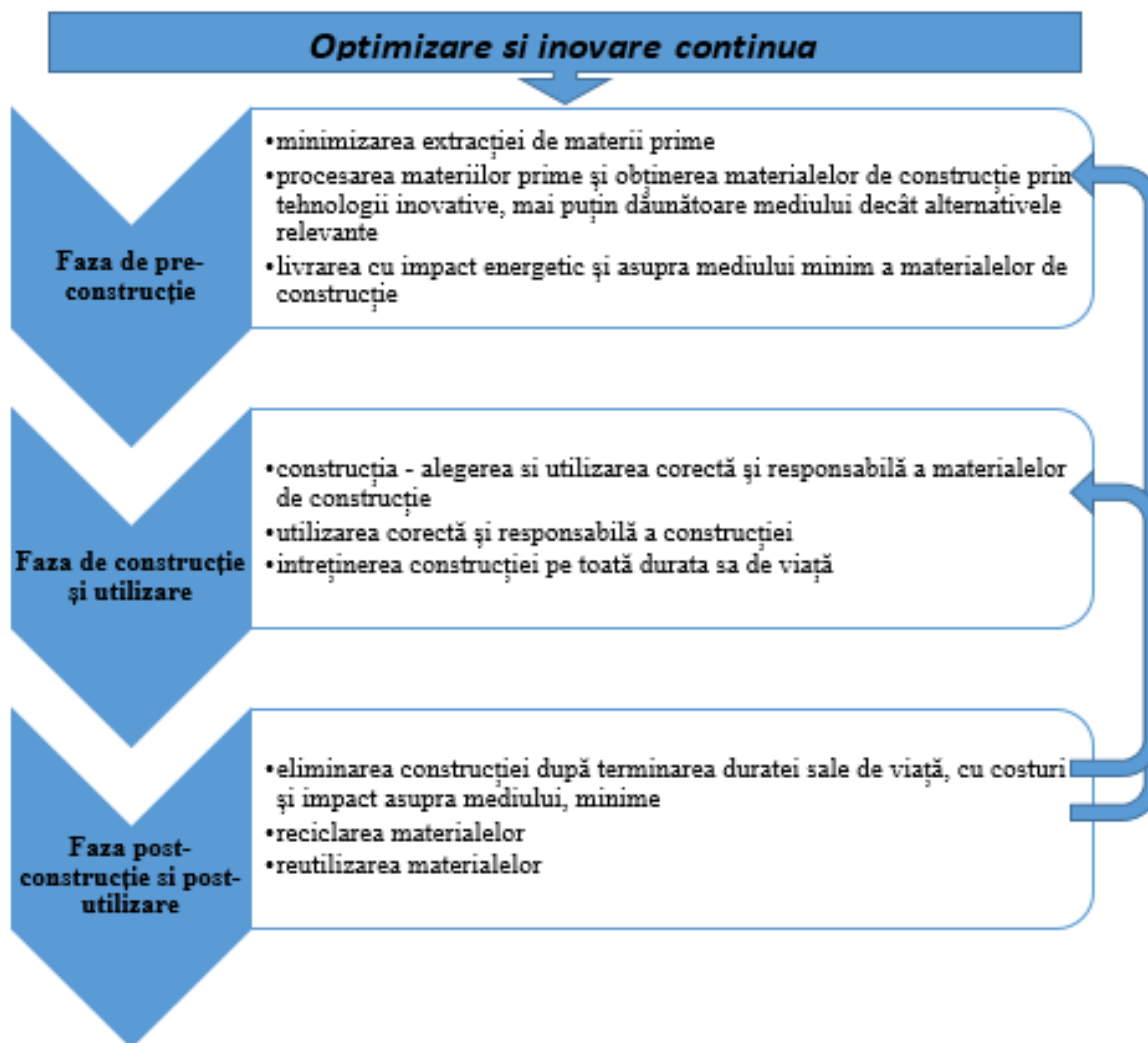 Optimizare si inovare continua
Faza de pre-
construcție
•minimizarea extracției de materii prime
•procesarea materiilor prime și obținerea materialelor de construcție prin
tehnologii inovative, mai puțin dăunătoare mediului decât alternativele
relevante
•livrarea cu impact energetic și asupra mediului minim a materialelor de
construcție
Faza de construcție
și utilizare
•construcția - alegerea si utilizarea corectă și responsabilă a materialelor
de construcție
•utilizarea corectă și responsabilă a construcției
•intreținerea construcției pe toată durata sa de viață
Faza post-
construcție si post-
utilizare
•eliminarea construcției după terminarea duratei sale de viață, cu costuri
și impact asupra mediului, minime
•reciclarea materialelor
•reutilizarea materialelor